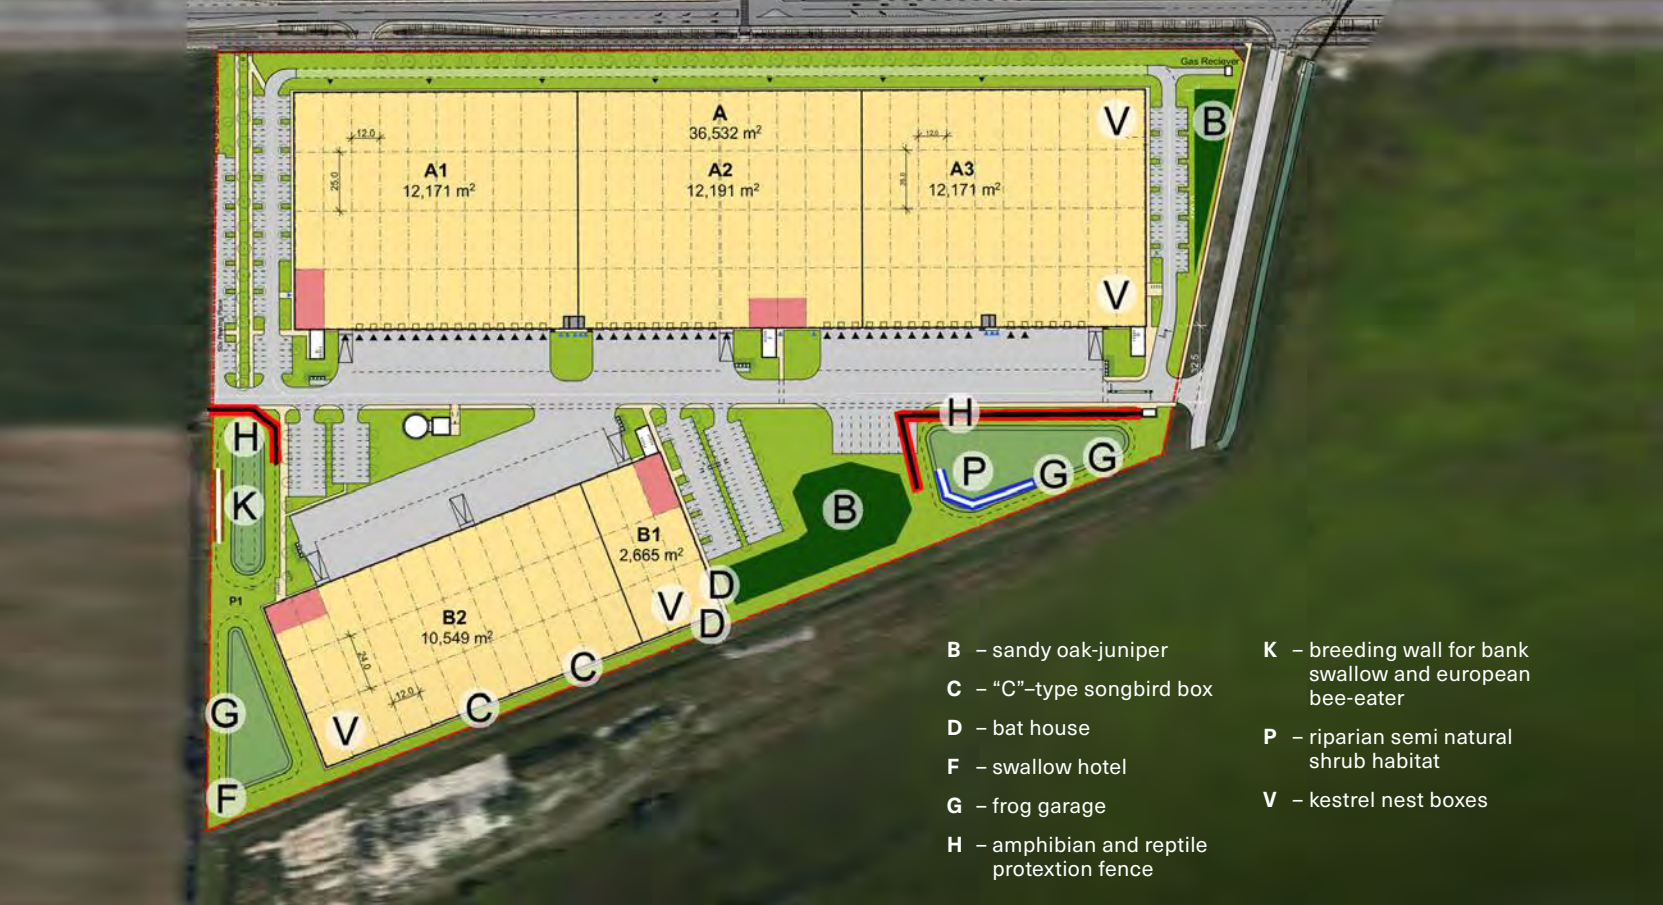 Gas Reciever
A
36,532 m²
A1
12,171 m²
A2
12,191 m²
A3
12,171 m²
12.0
25.0
12.0
V
B
V
32.5
H
H
P
G
G
K
B
B1
2,665 m²
D
V
D
P1
B2
10,549 m²
24.0
12.0
C
C
G
V
F
B – sandy oak-juniper
C – “C”–type songbird box
D – bat house
F – swallow hotel
G – frog garage
H – amphibian and reptile
protextion fence
K – breeding wall for bank
swallow and european
bee-eater
P – riparian semi natural
shrub habitat
V – kestrel nest boxes